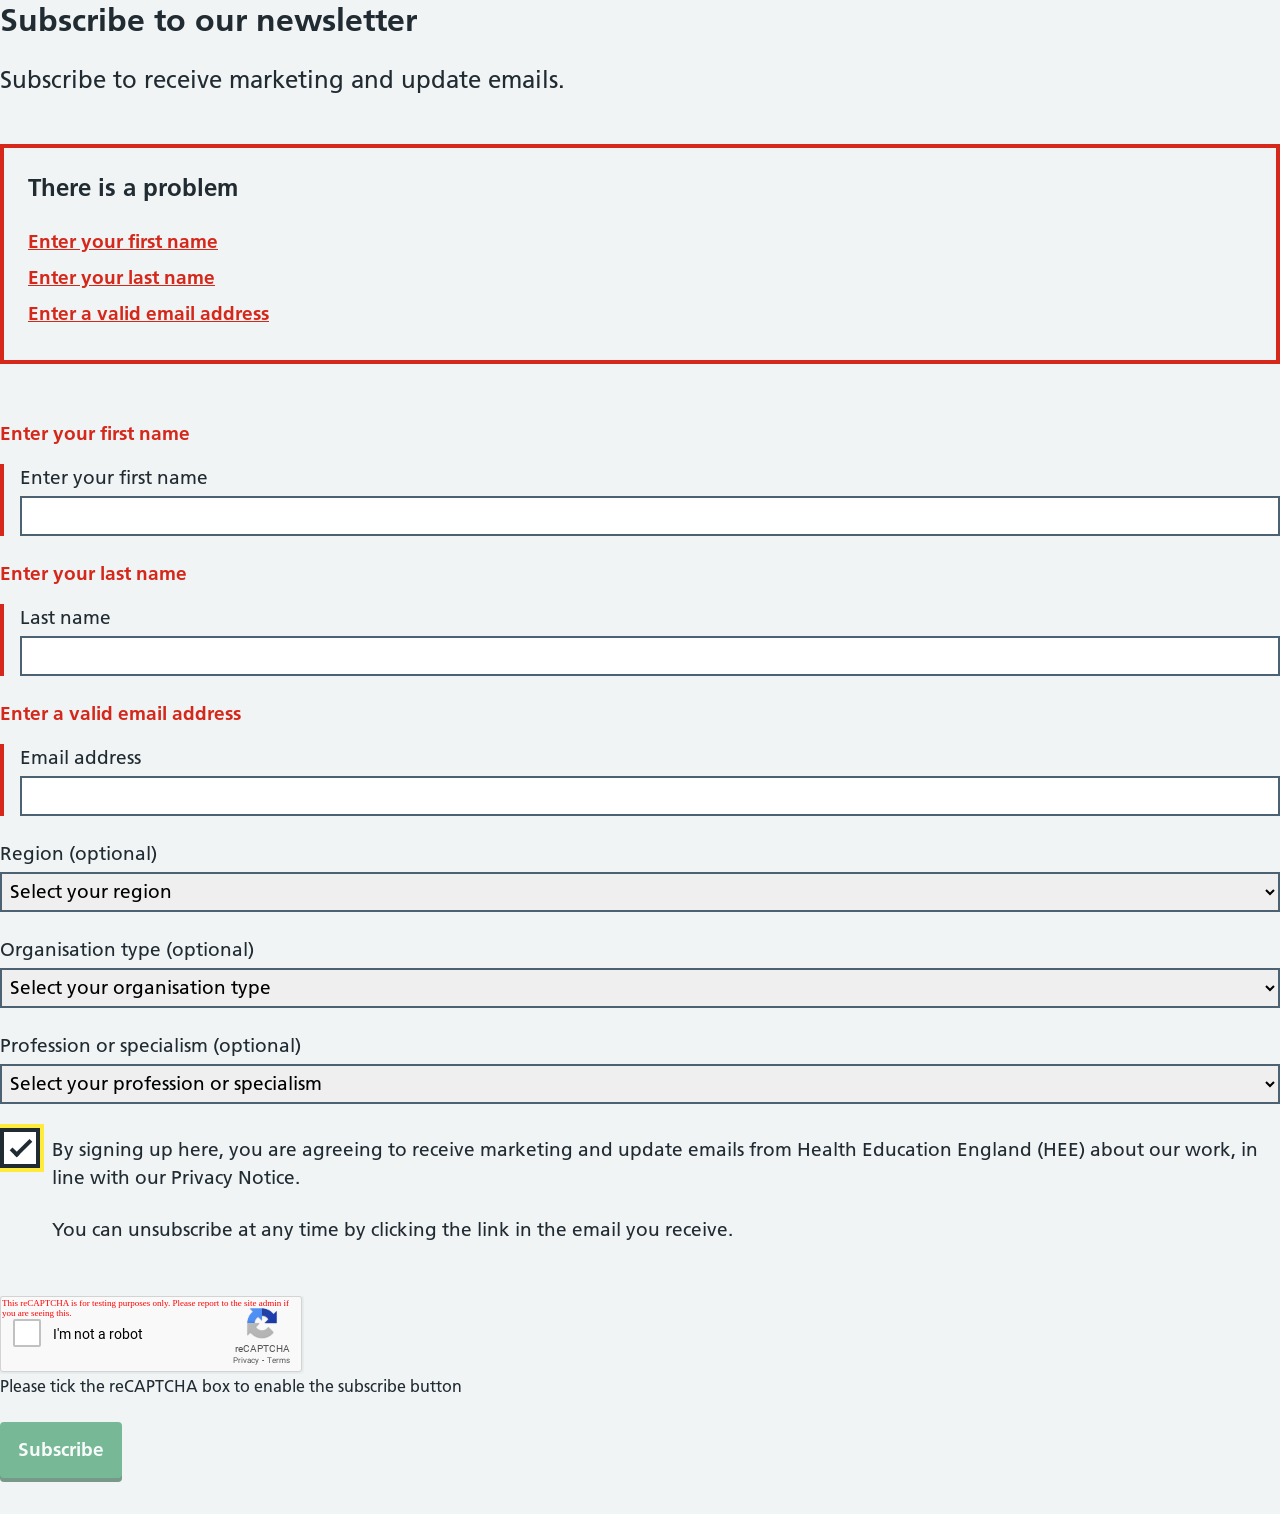 Subscribe to our newsletter
Subscribe to receive marketing and update emails.
There is a problem
Enter your first name
Enter your last name
Enter a valid email address
Enter your first name
Enter your first name
Enter your last name
Last name
Enter a valid email address
Email address
Region (optional)
Select your region
Organisation type (optional)
Select your organisation type
Profession or specialism (optional)
Select your profession or specialism
By signing up here, you are agreeing to receive marketing and update emails from Health Education England (HEE) about our work, in
line with our Privacy Notice.
You can unsubscribe at any time by clicking the link in the email you receive.
This reCAPTCHA is for testing purposes only. Please report to the site admin if
you are seeing this.
I'm not a robot
reCAPTCHA
Privacy - Terms
Please tick the reCAPTCHA box to enable the subscribe button
Subscribe